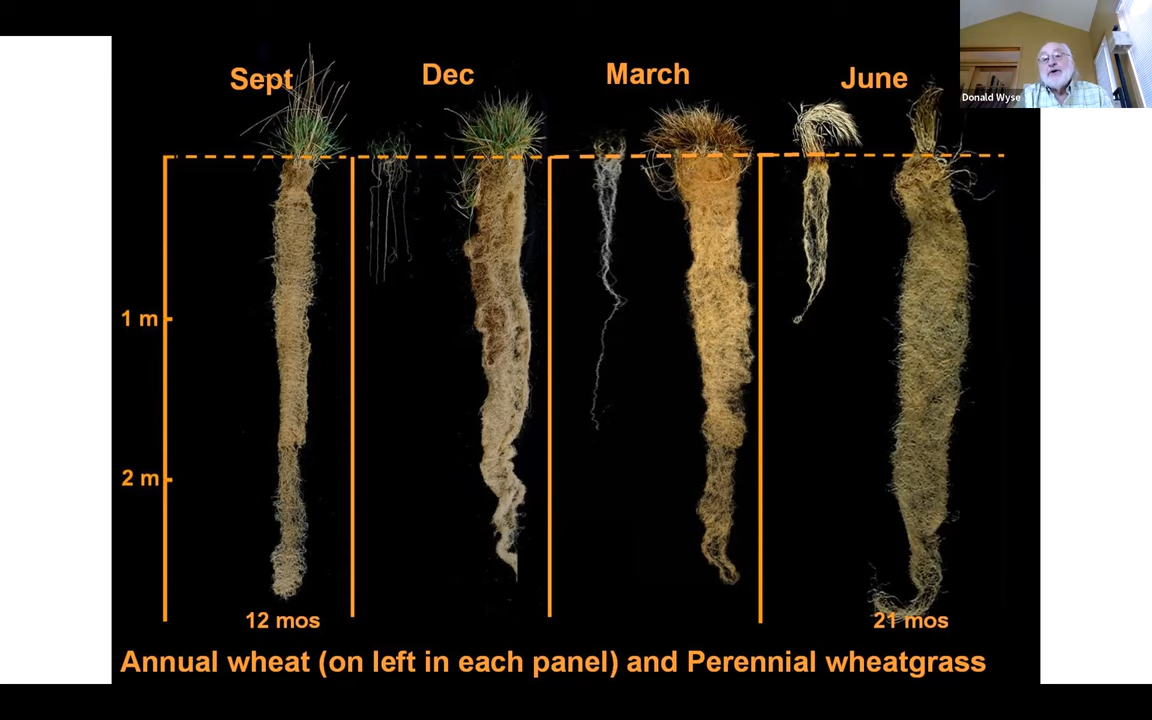 Sept
Dec
March
June
Donald Wyse
1 m
2 m
12 mos
21 mos
Annual wheat (on left in each panel) and Perennial wheatgrass